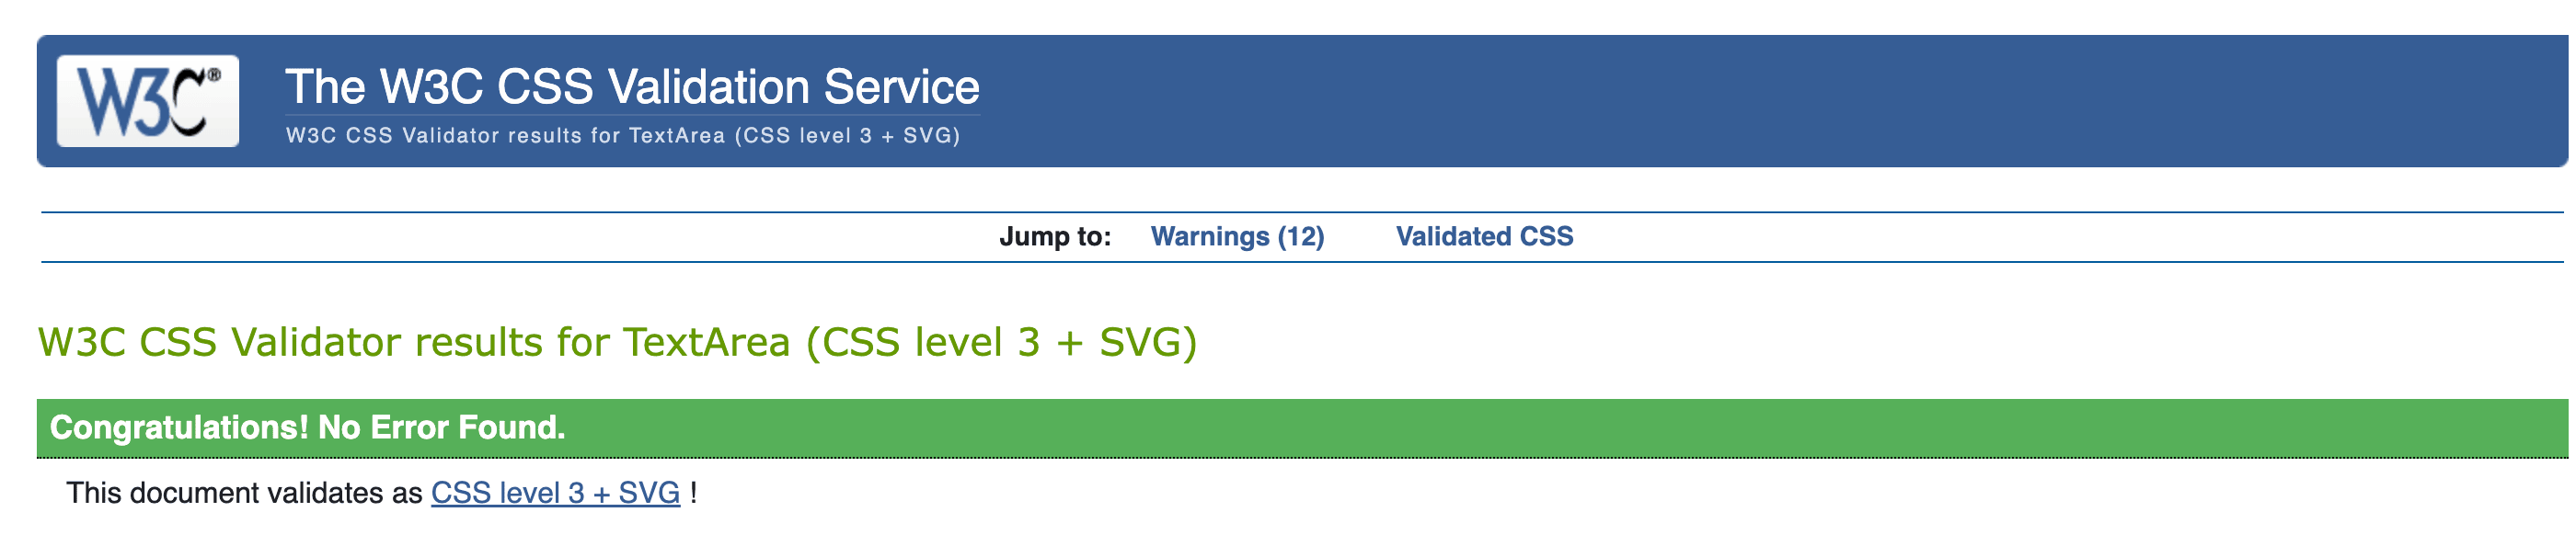 W3C®
The W3C CSS Validation Service
W3C CSS Validator results for TextArea (CSS level 3 + SVG)
Jump to: Warnings (12) Validated CSS
W3C CSS Validator results for TextArea (CSS level 3 + SVG)
Congratulations! No Error Found.
This document validates as CSS level 3 + SVG !